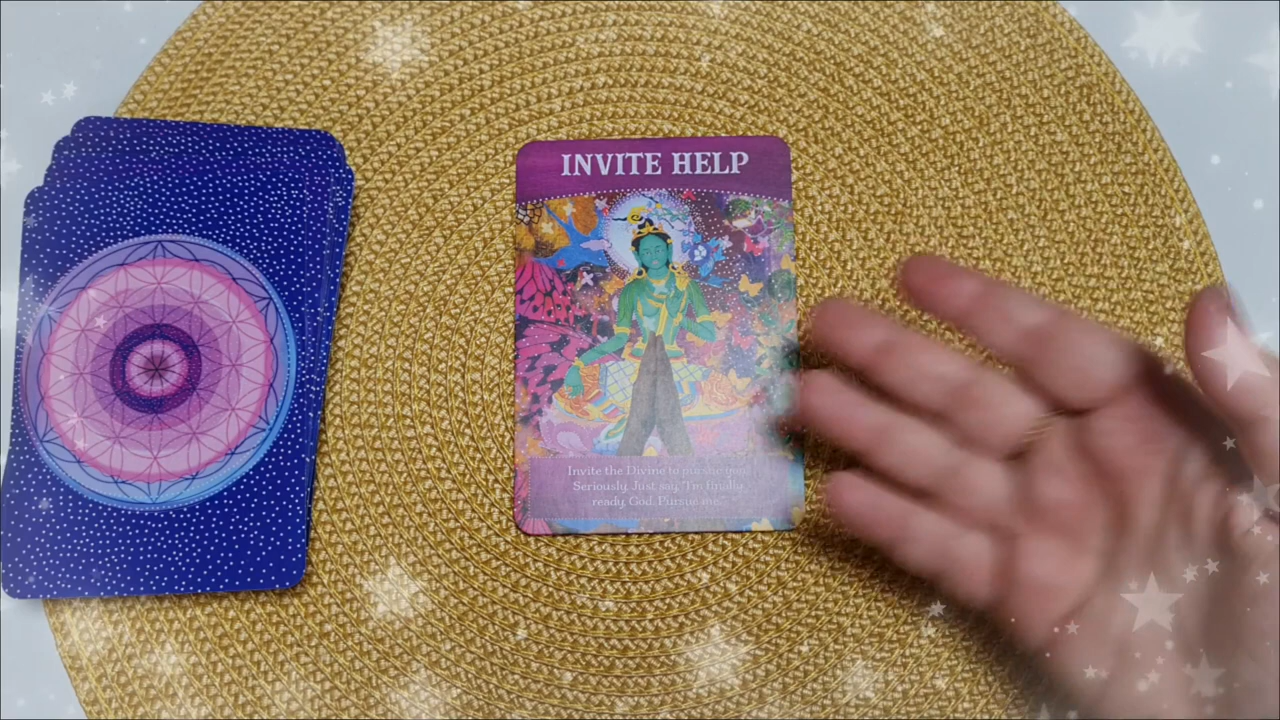 INVITE HELP
Invite the Divine to pursue you.
Seriously. Just say, "I'm finally
ready, God. Pursue me."